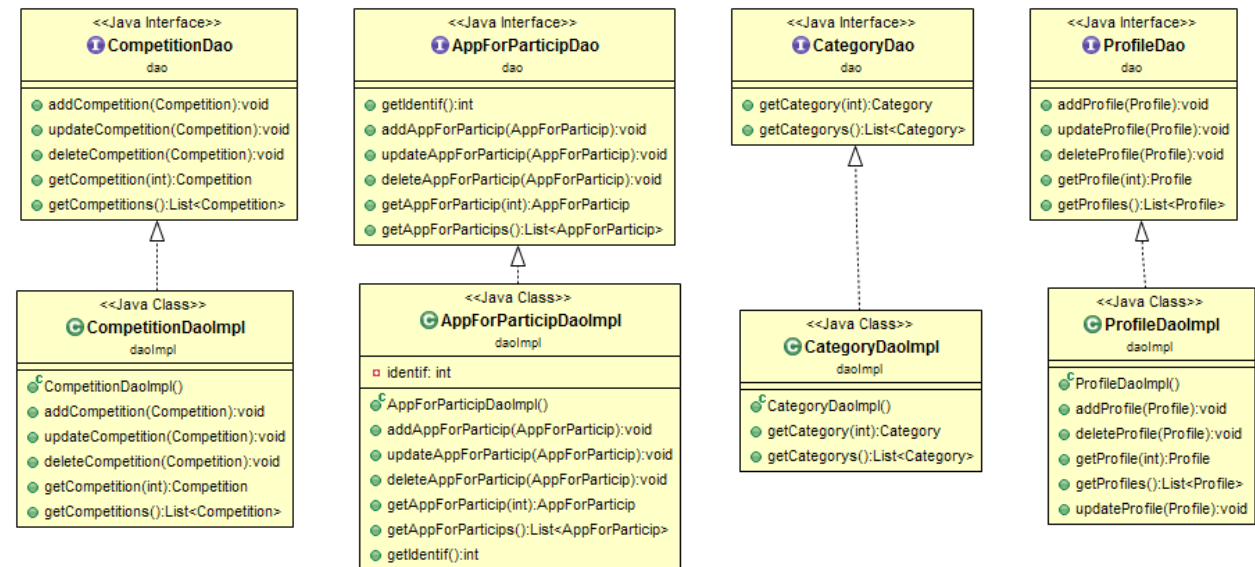 <<Java Interface>>
CompetitionDao
dao
addCompetition(Competition):void
updateCompetition(Competition):void
deleteCompetition(Competition):void
getCompetition(int):Competition
getCompetitions():List<Competition>
<<Java Interface>>
AppForParticipDao
dao
getIdentif():int
addAppForParticip(AppForParticip):void
updateAppForParticip(AppForParticip):void
deleteAppForParticip(AppForParticip):void
getAppForParticip(int):AppForParticip
getAppForParticips():List<AppForParticip>
<<Java Interface>>
CategoryDao
dao
getCategory(int):Category
getCategorys():List<Category>
<<Java Interface>>
ProfileDao
dao
addProfile(Profile):void
updateProfile(Profile):void
deleteProfile(Profile):void
getProfile(int):Profile
getProfiles():List<Profile>
<<Java Class>>
CompetitionDaoImpl
daoImpl
CompetitionDaoImpl()
addCompetition(Competition):void
updateCompetition(Competition):void
deleteCompetition(Competition):void
getCompetition(int):Competition
getCompetitions():List<Competition>
<<Java Class>>
AppForParticipDaoImpl
daoImpl
identif: int
AppForParticipDaoImpl()
addAppForParticip(AppForParticip):void
updateAppForParticip(AppForParticip):void
deleteAppForParticip(AppForParticip):void
getAppForParticip(int):AppForParticip
getAppForParticips():List<AppForParticip>
getIdentif():int
<<Java Class>>
CategoryDaoImpl
daoImpl
CategoryDaoImpl()
getCategory(int):Category
getCategorys():List<Category>
<<Java Class>>
ProfileDaoImpl
daoImpl
ProfileDaoImpl()
addProfile(Profile):void
deleteProfile(Profile):void
getProfile(int):Profile
getProfiles():List<Profile>
updateProfile(Profile):void